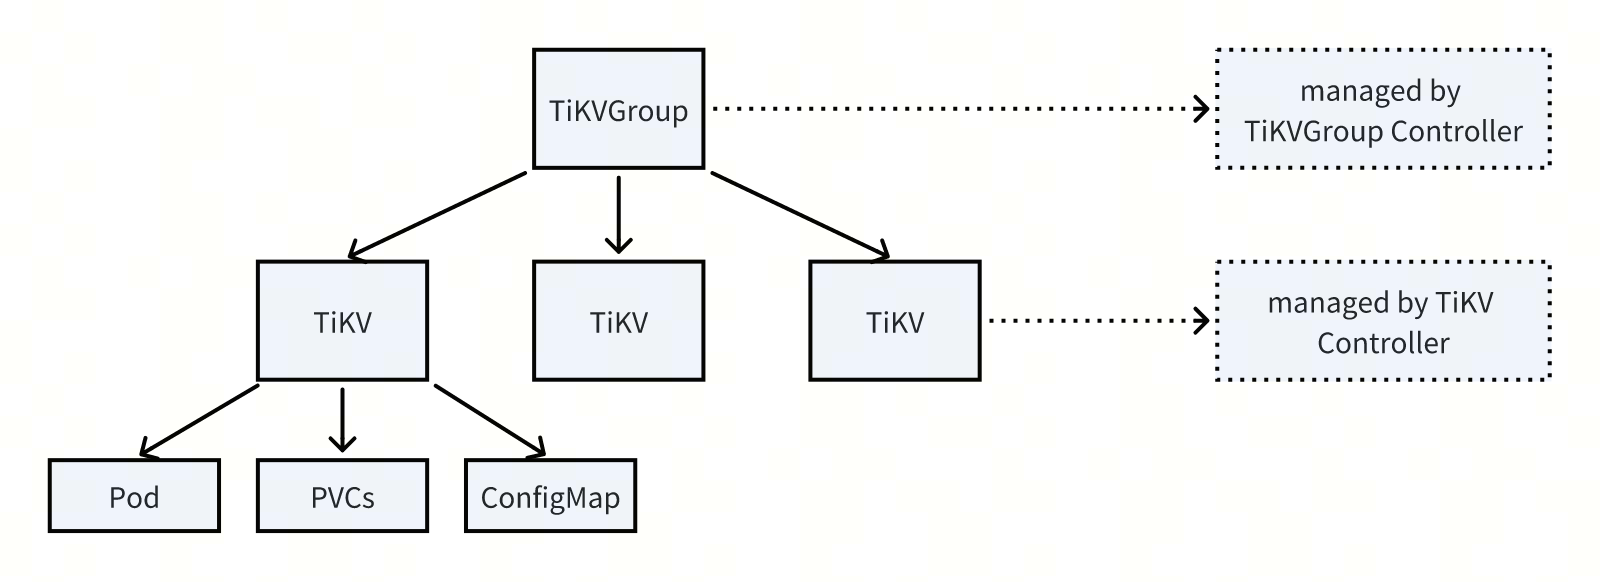 TiKVGroup
managed by
TiKVGroup Controller
TiKV
TiKV
TiKV
managed by TiKV
Controller
Pod
PVCs
ConfigMap